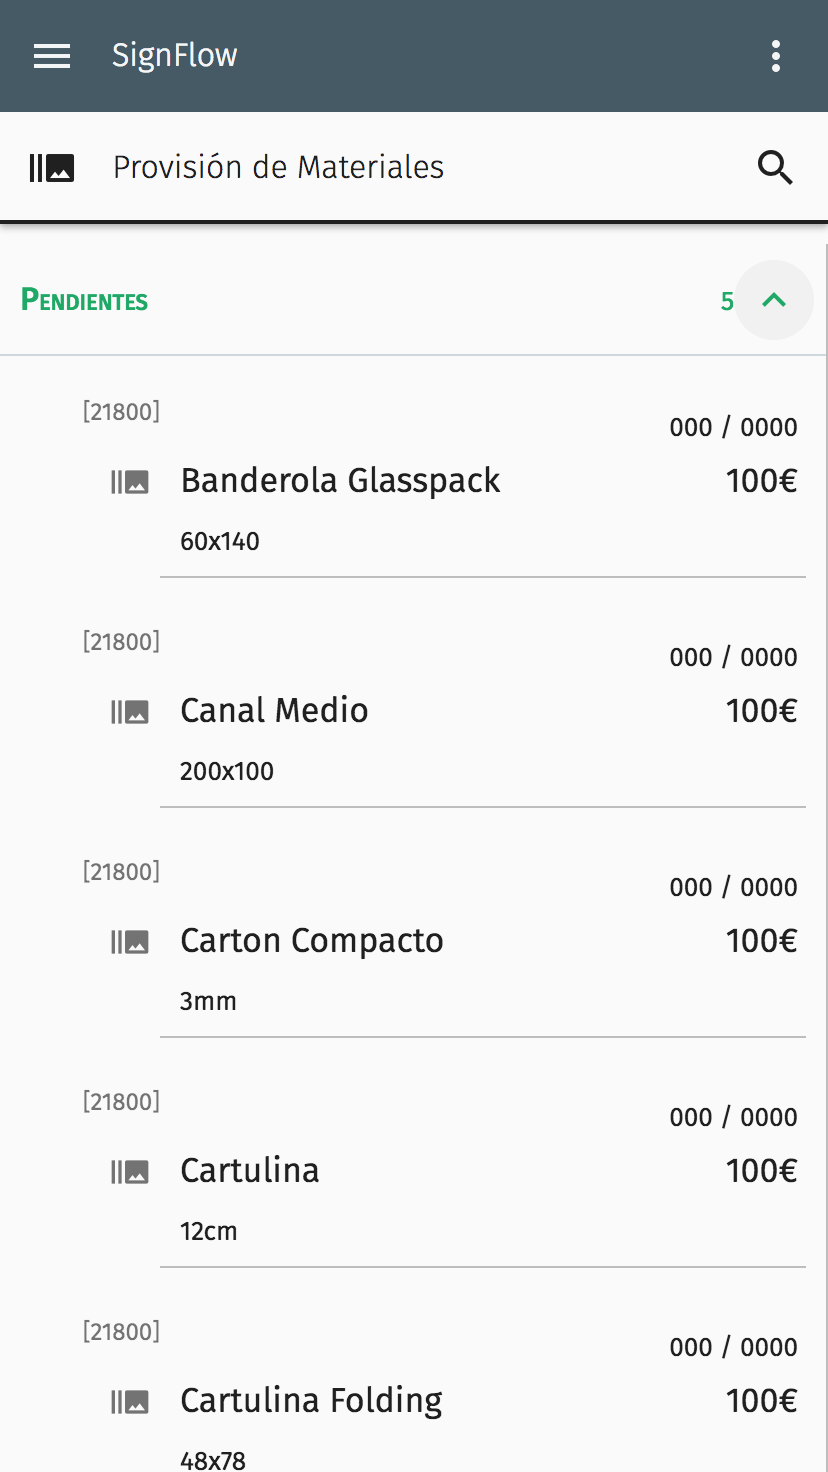 SignFlow
Provisión de Materiales
Pendientes 5
[21800]
000 / 0000
Banderola Glasspack 100€
60x140
[21800]
000 / 0000
Canal Medio 100€
200x100
[21800]
000 / 0000
Carton Compacto 100€
3mm
[21800]
000 / 0000
Cartulina 100€
12cm
[21800]
000 / 0000
Cartulina Folding 100€
48x78